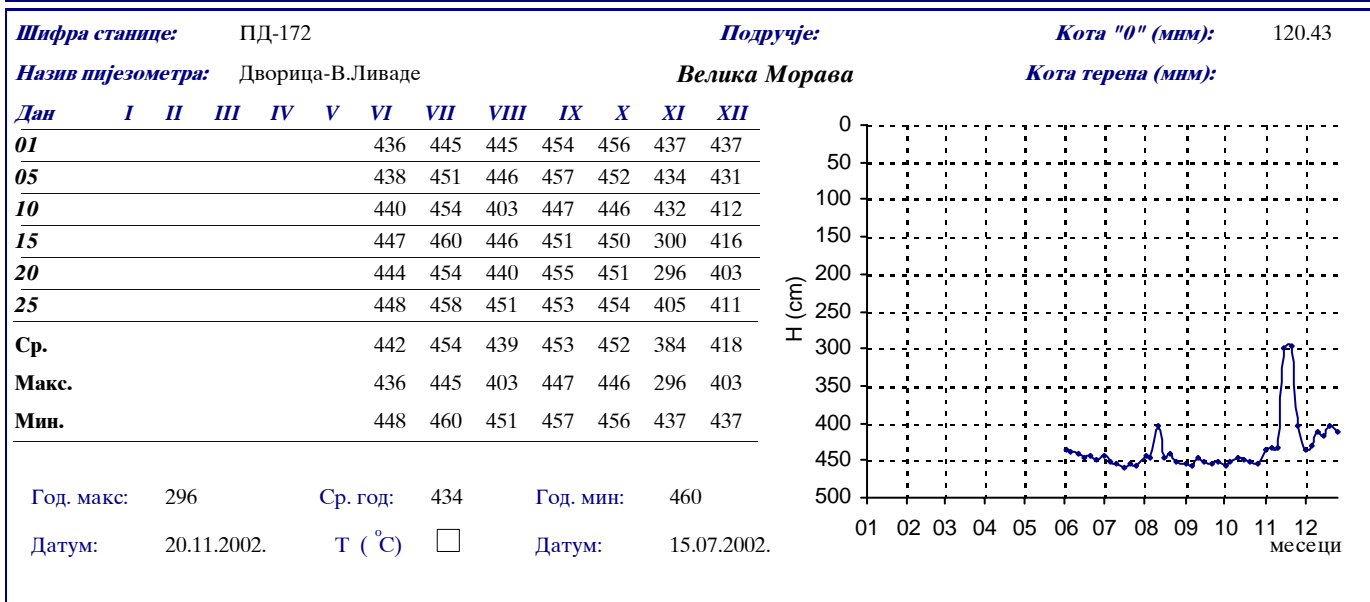 Шифра станице: ПД-172 Подручје: Кота "0" (мнм): 120.43
Назив пијезометра: Дворица-В.Ливаде Велика Морава Кота терена (мнм):
Дан I II III IV V VI VII VIII IX X XI XII
01 436 445 445 454 456 437 437
05 438 451 446 457 452 434 431
10 440 454 403 447 446 432 412
15 447 460 446 451 450 300 416
20 444 454 440 455 451 296 403
25 448 458 451 453 454 405 411
Ср. 442 454 439 453 452 384 418
Макс. 436 445 403 447 446 296 403
Мин. 448 460 451 457 456 437 437
Год. макс: 296 Ср. год: 434 Год. мин: 460
Датум: 20.11.2002. Т ( °C) Датум: 15.07.2002.
0
50
100
150
200
250
300
350
400
450
500
H (cm)
01 02 03 04 05 06 07 08 09 10 11 12
месеци